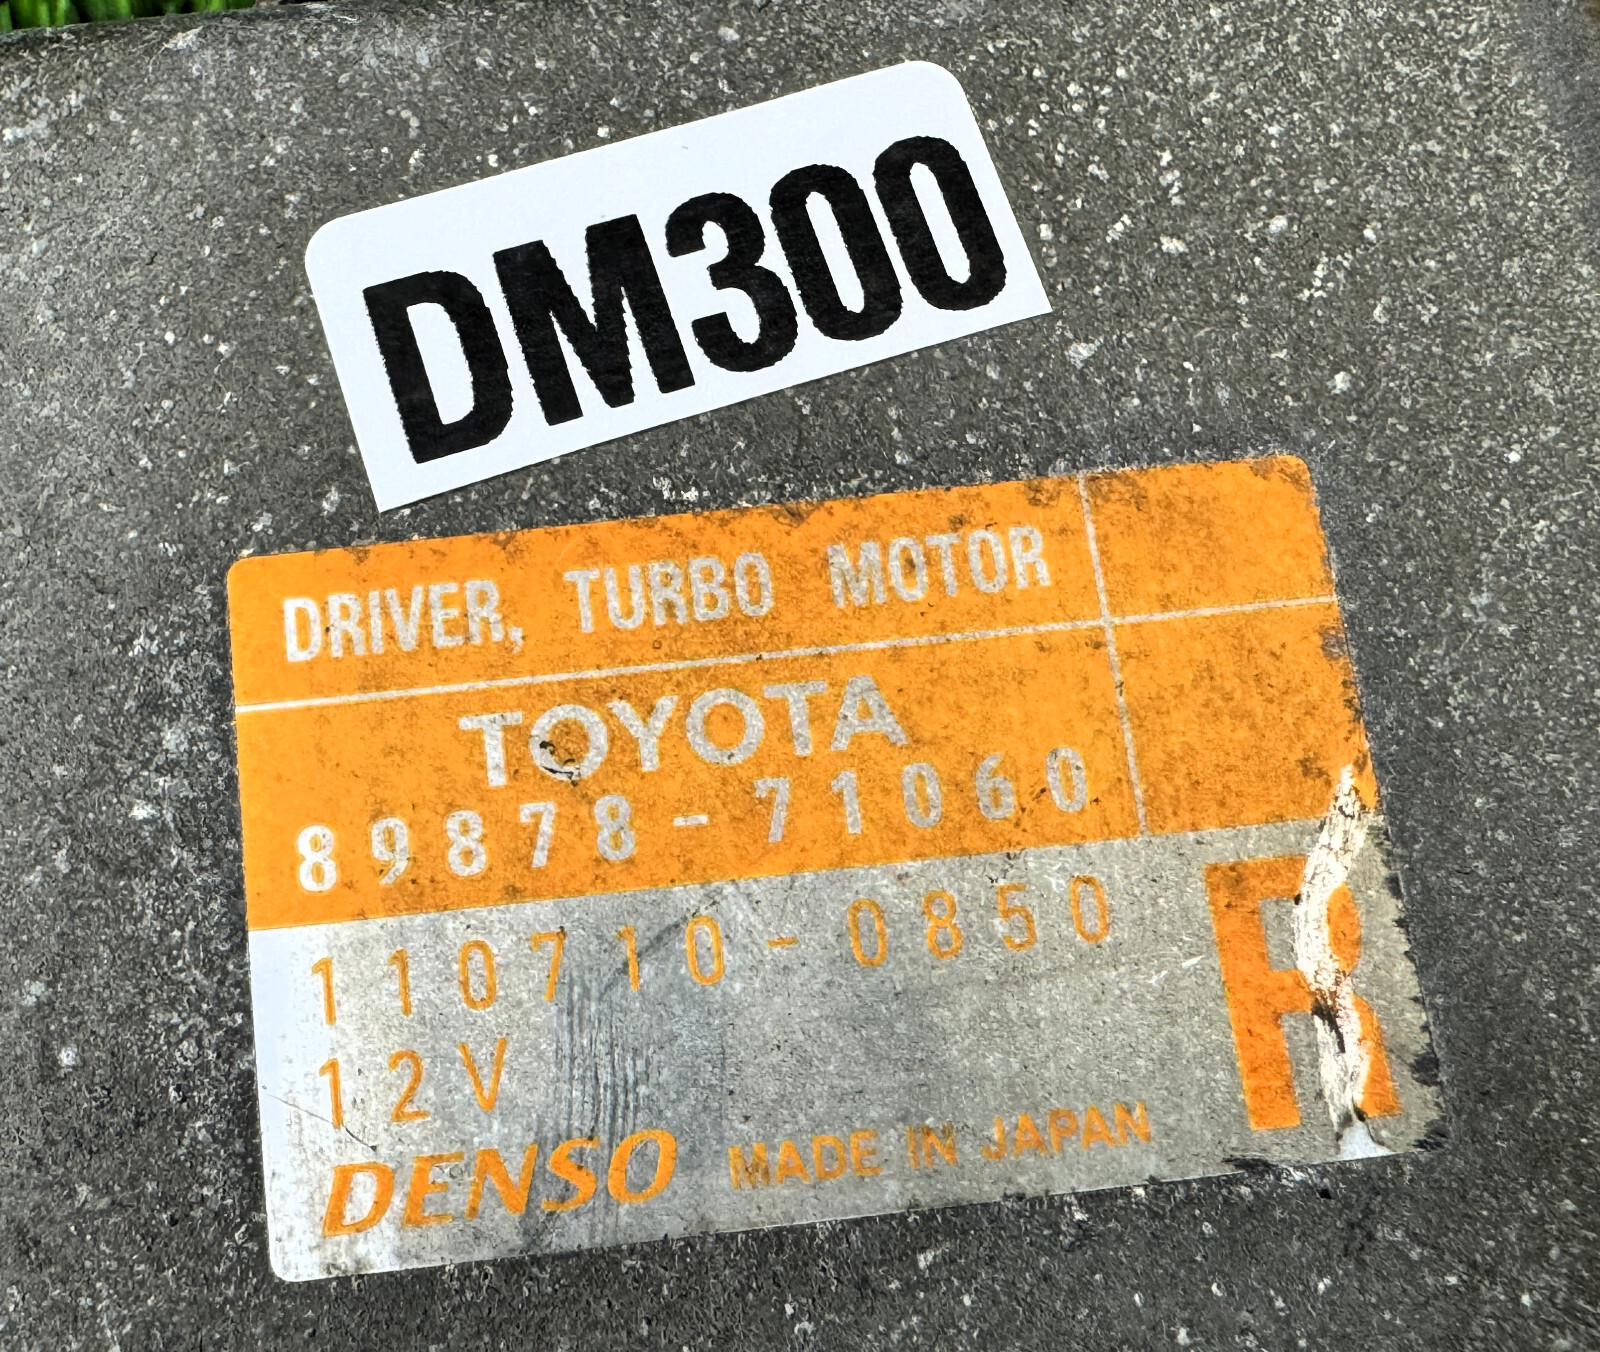 DM300
DRIVER, TURBO MOTOR
TOYOTA
89878-71060
110710-0850
R
12V
DENSO MADE IN JAPAN